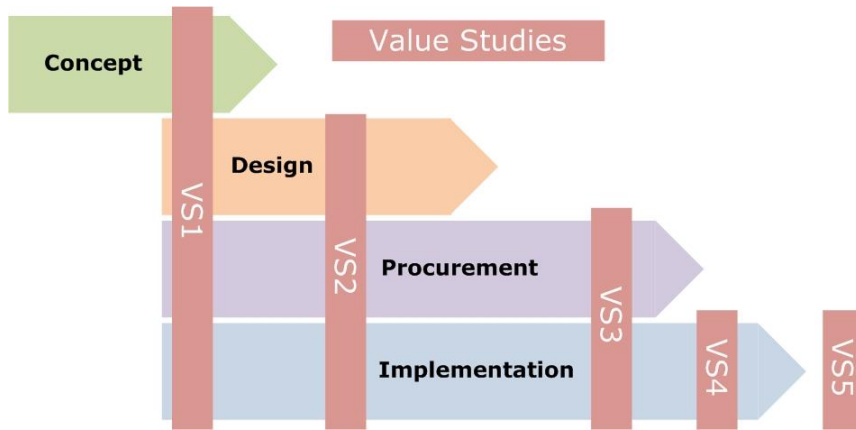 Value Studies
Concept
Design
Procurement
Implementation
VS1
VS2
VS3
VS4
VS5